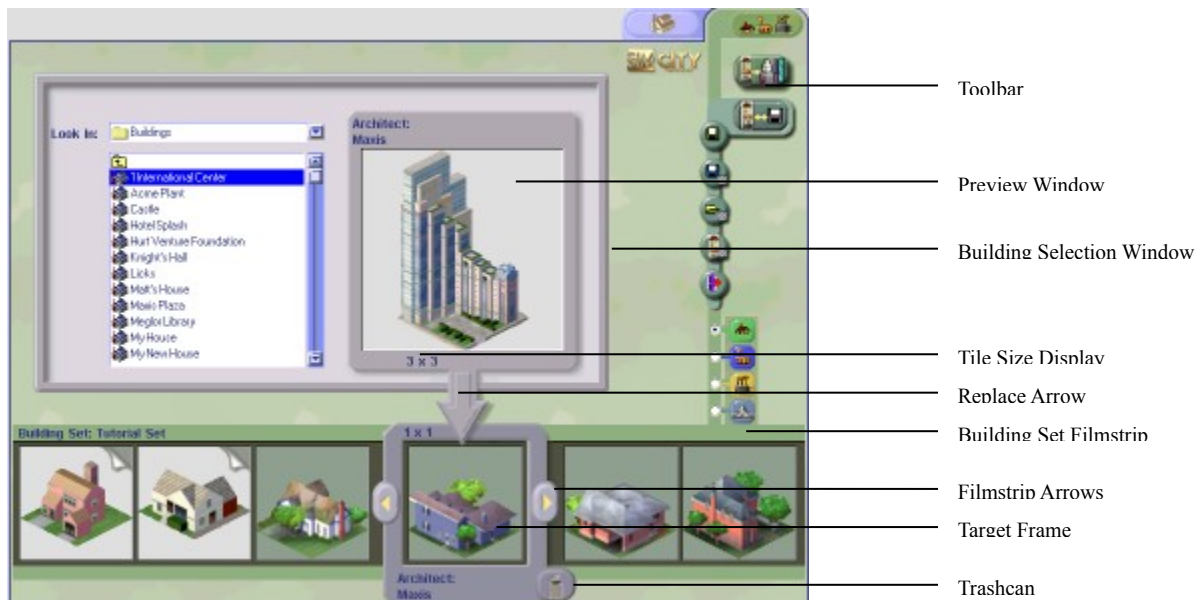 SIM CITY
Toolbar
Look In:
Buildings
Architect:
Maxis
1International Center
Acme Plant
Castle
Hotel Splash
Hurt Venture Foundation
Knight's Hall
Licks
Matt's House
Maxis Plaza
Meglos Library
My House
My New House
Preview Window
Building Selection Window
3 x 3
Tile Size Display
Replace Arrow
Building Set Filmstrip
Building Set: Tutorial Set
1 x 1
Filmstrip Arrows
Target Frame
Architect:
Maxis
Trashcan